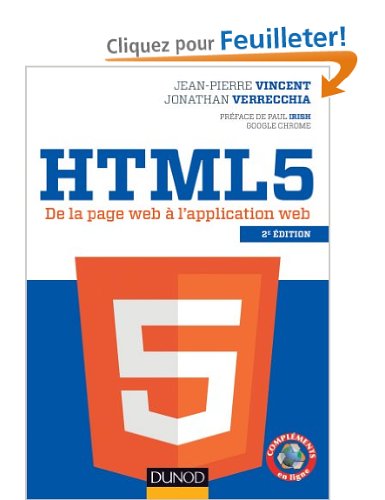 Cliquez pour Feuilleter!
JEAN-PIERRE VINCENT
JONATHAN VERRECCHIA
PRÉFACE DE PAUL IRISH
GOOGLE CHROME
HTML5
De la page web à l'application web
2E ÉDITION
5
COMPLÉMENTS
en ligne
DUNOD